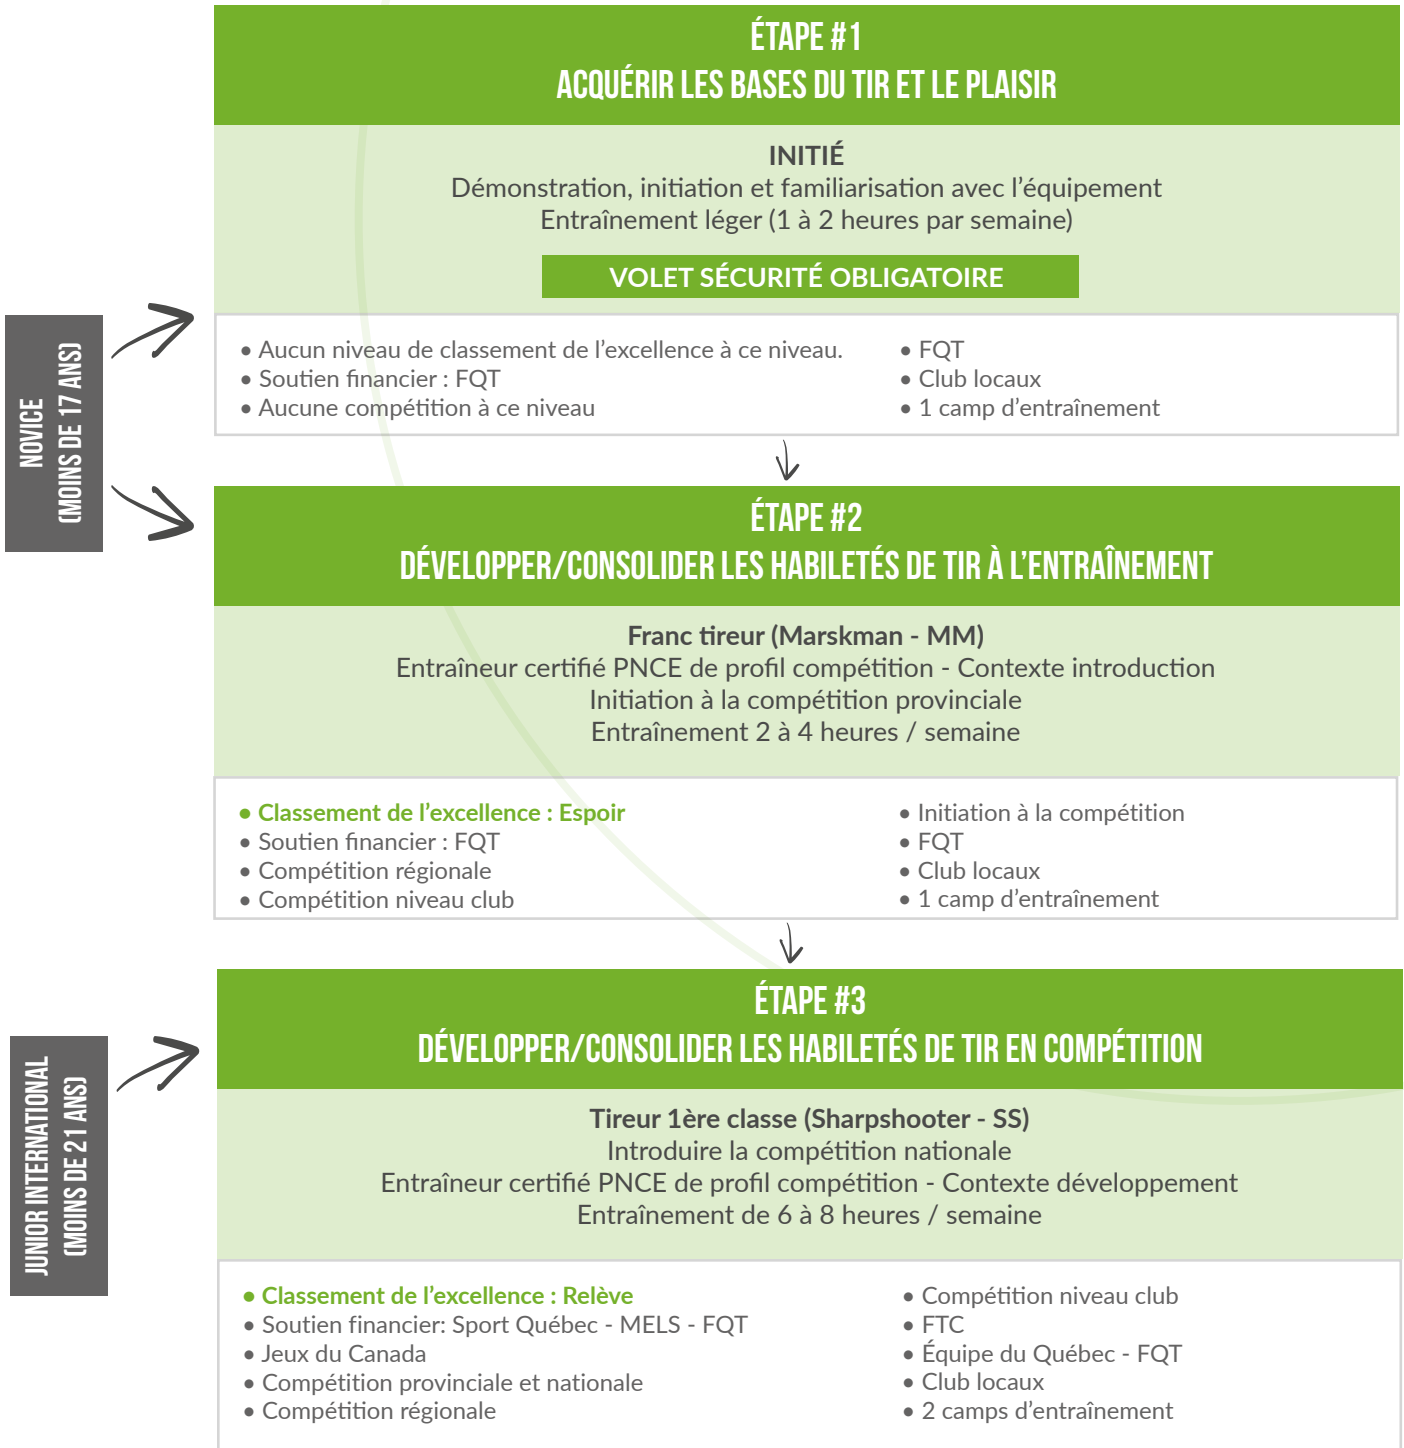 ÉTAPE #1
ACQUÉRIR LES BASES DU TIR ET LE PLAISIR
INITIÉ
Démonstration, initiation et familiarisation avec l’équipement
Entraînement léger (1 à 2 heures par semaine)
VOLET SÉCURITÉ OBLIGATOIRE
NOVICE
(MOINS DE 17 ANS)
• Aucun niveau de classement de l’excellence à ce niveau.
• Soutien financier : FQT
• Aucune compétition à ce niveau
• FQT
• Club locaux
• 1 camp d’entraînement
ÉTAPE #2
DÉVELOPPER/CONSOLIDER LES HABILETÉS DE TIR À L’ENTRAÎNEMENT
Franc tireur (Marskman - MM)
Entraîneur certifié PNCE de profil compétition - Contexte introduction
Initiation à la compétition provinciale
Entraînement 2 à 4 heures / semaine
• Classement de l’excellence : Espoir
• Soutien financier : FQT
• Compétition régionale
• Compétition niveau club
• Initiation à la compétition
• FQT
• Club locaux
• 1 camp d’entraînement
ÉTAPE #3
DÉVELOPPER/CONSOLIDER LES HABILETÉS DE TIR EN COMPÉTITION
JUNIOR INTERNATIONAL
(MOINS DE 21 ANS)
Tireur 1ère classe (Sharpshooter - SS)
Introduire la compétition nationale
Entraîneur certifié PNCE de profil compétition - Contexte développement
Entraînement de 6 à 8 heures / semaine
• Classement de l’excellence : Relève
• Soutien financier: Sport Québec - MELS - FQT
• Jeux du Canada
• Compétition provinciale et nationale
• Compétition régionale
• Compétition niveau club
• FTC
• Équipe du Québec - FQT
• Club locaux
• 2 camps d’entraînement